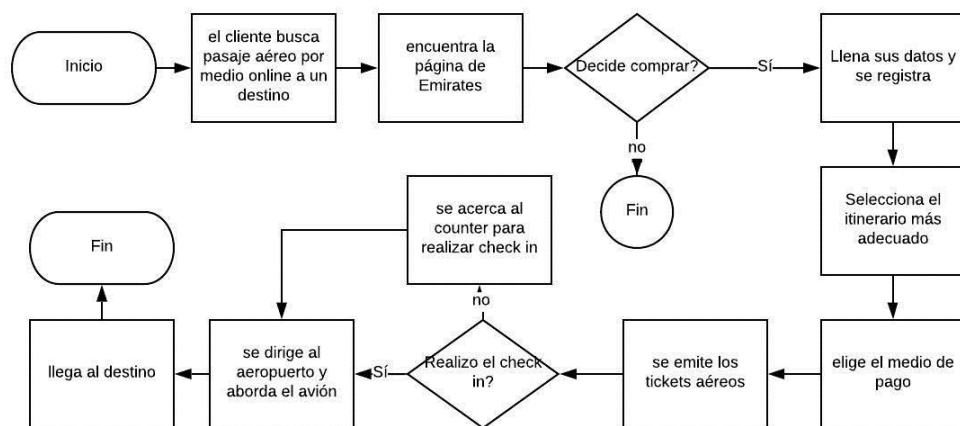 Inicio
el cliente busca
pasaje aéreo por
medio online a un
destino
encuentra la
página de
Emirates
Decide comprar?
Sí
Llena sus datos y
se registra
no
Fin
Selecciona el
itinerario más
adecuado
elige el medio de
pago
se emite los
tickets aéreos
Realizo el check
in?
no
se acerca al
counter para
realizar check in
Sí
se dirige al
aeropuerto y
aborda el avión
llega al destino
Fin